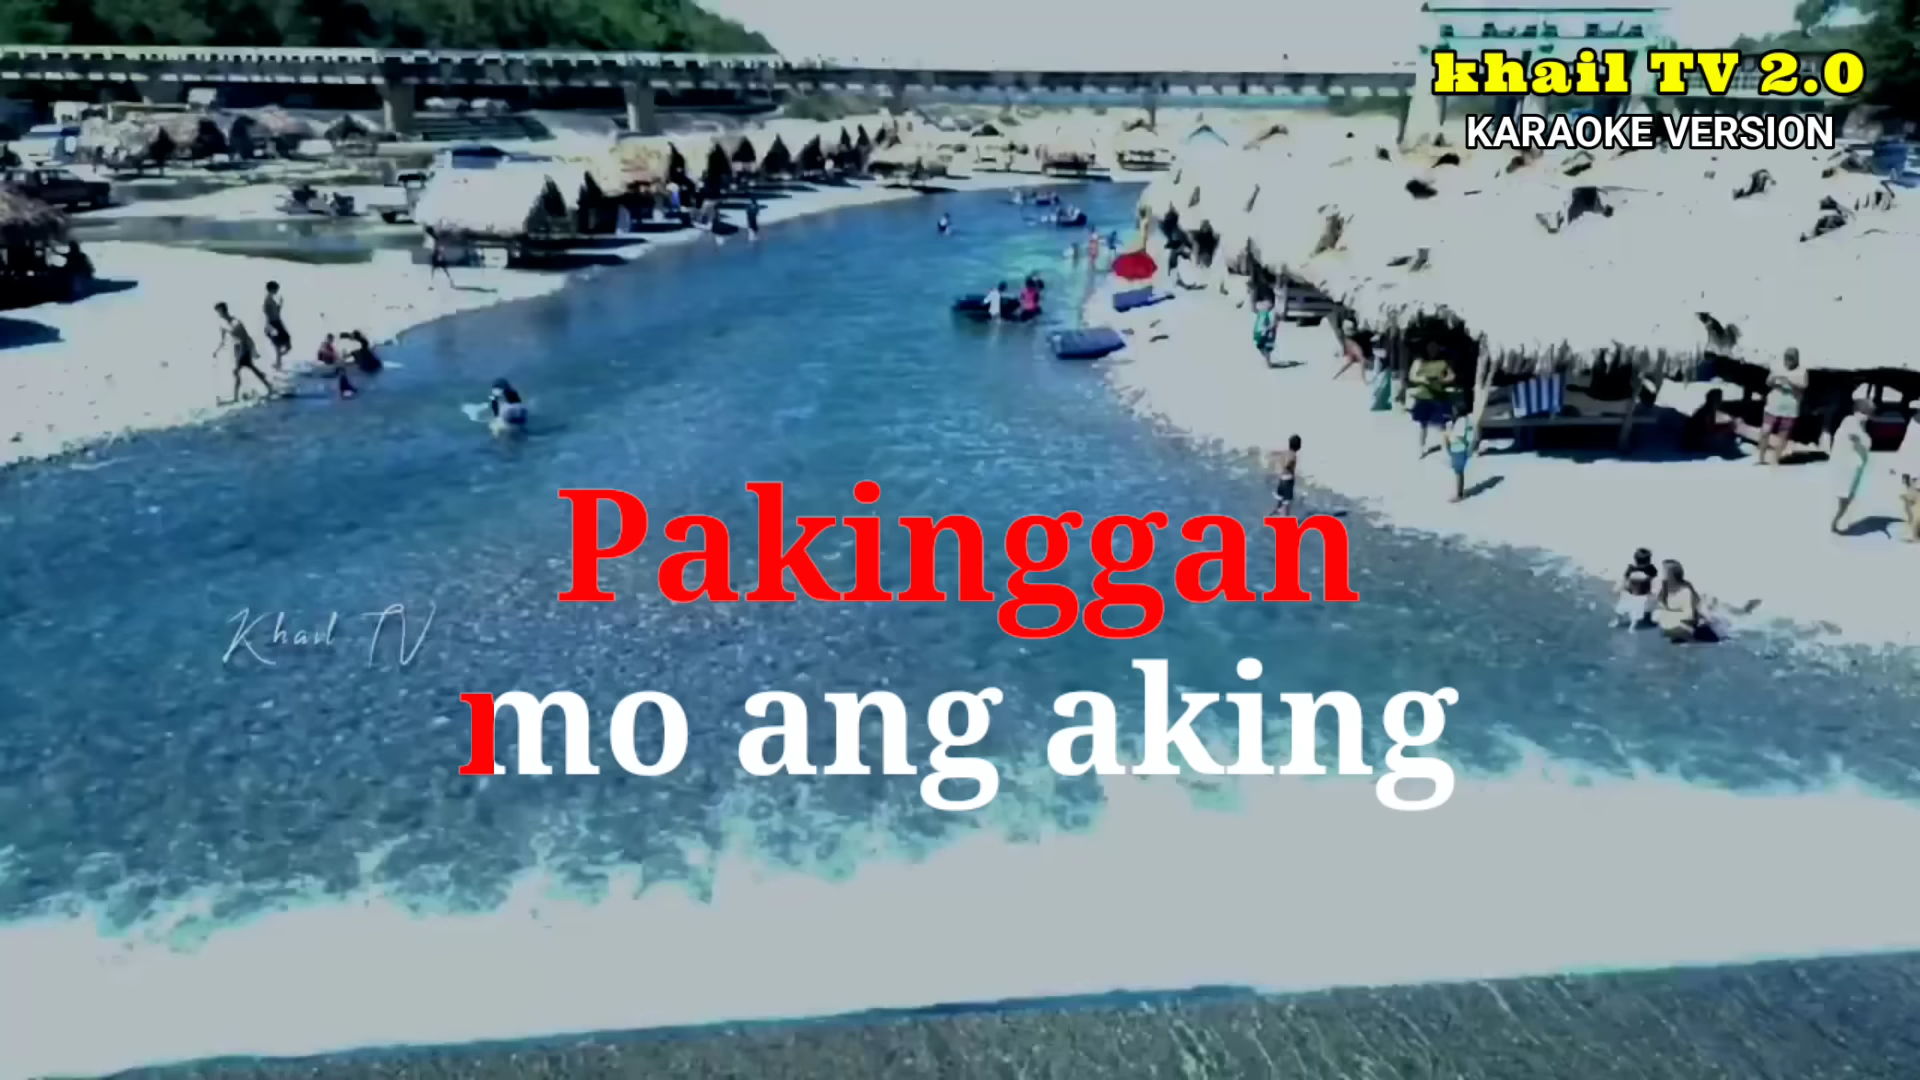 khail TV 2.0
KARAOKE VERSION
Pakinggan
Khail TV
mo ang aking